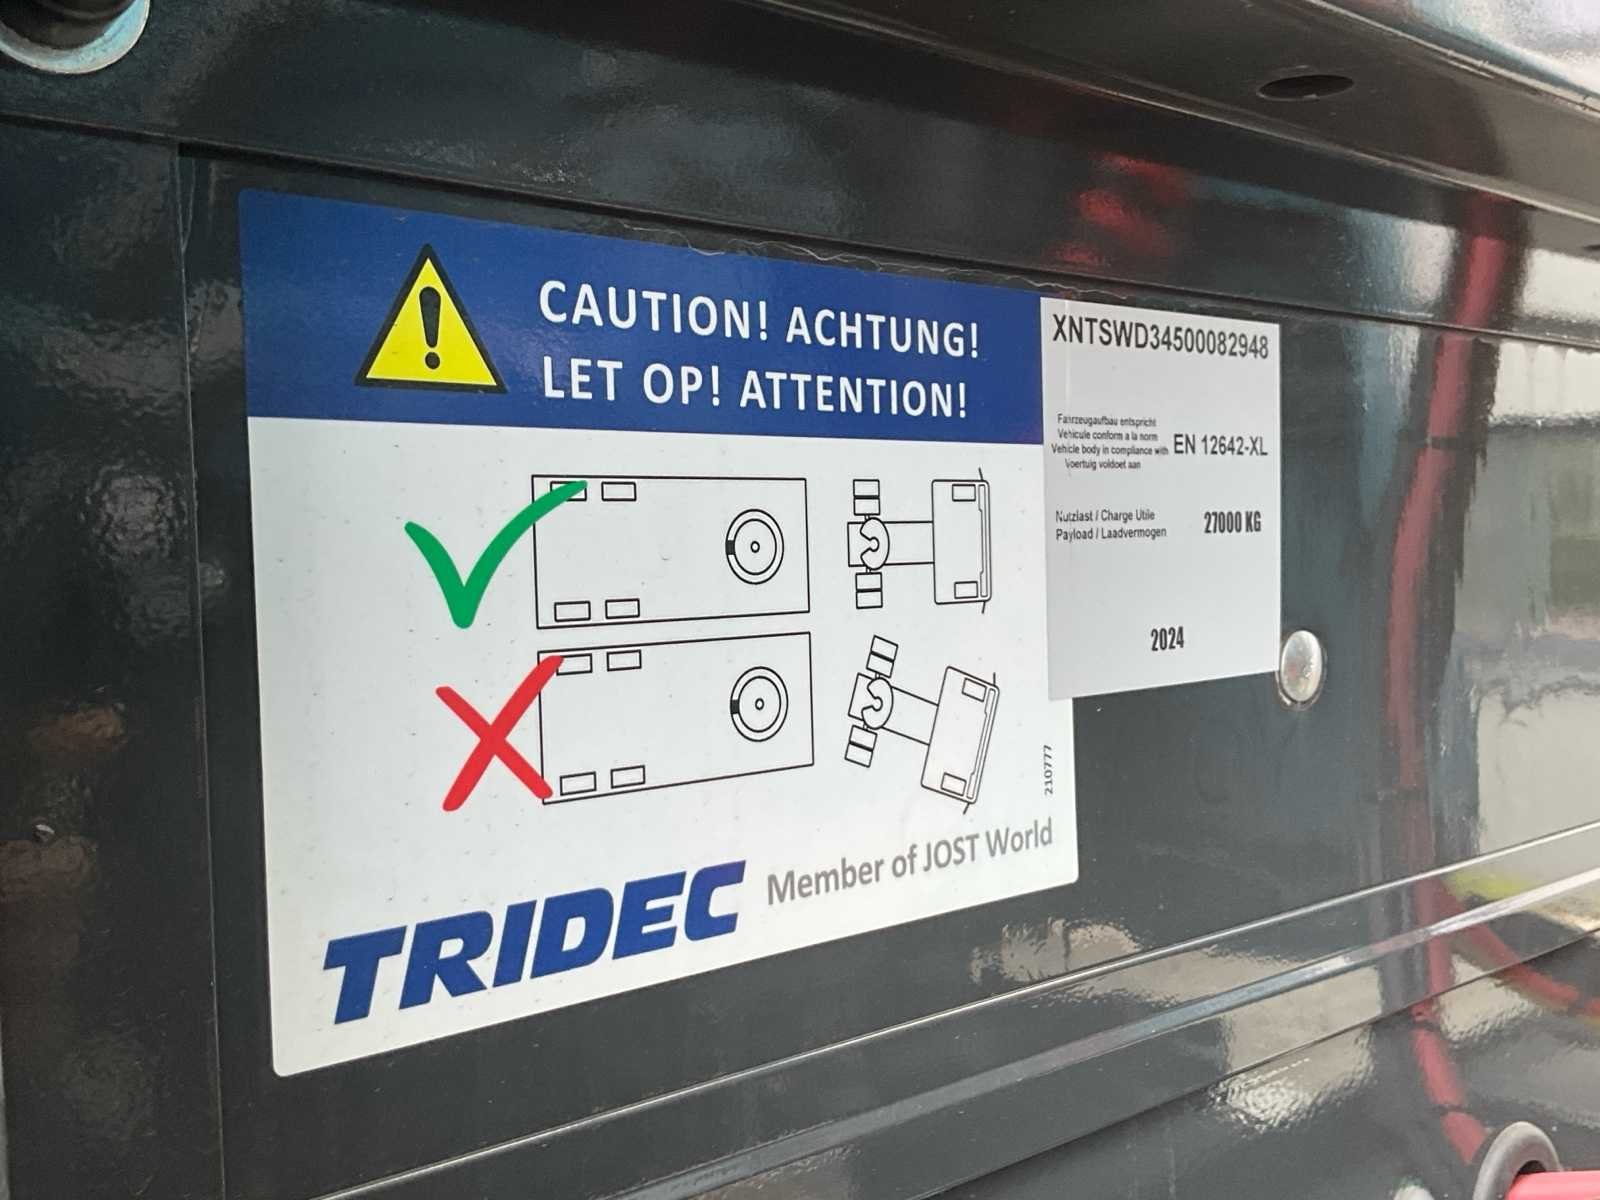 CAUTION! ACHTUNG!
LET OP! ATTENTION!
210777
TRIDEC Member of JOST World
XNTSWD34500082948
Fahrzeugaufbau entspricht
Vehicule conform a la norm
Vehicle body in compliance with
Voertuig voldoet aan
EN 12642-XL
Nutzlast / Charge Utile
Payload / Laadvermogen
27000 KG
2024